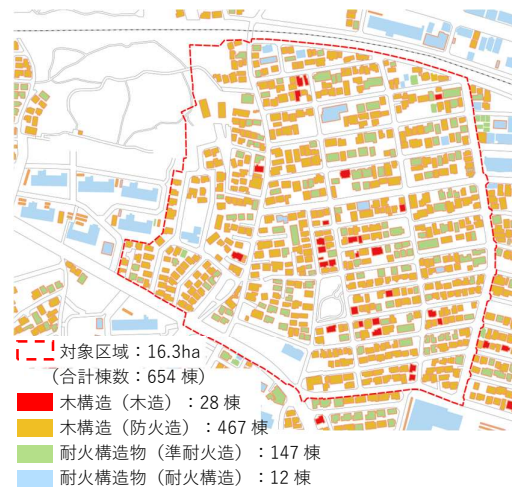 対象区域：16.3ha
（合計棟数：654 棟）
木構造（木造）：28 棟
木構造（防火造）：467 棟
耐火構造物（準耐火造）：147 棟
耐火構造物（耐火構造）：12 棟